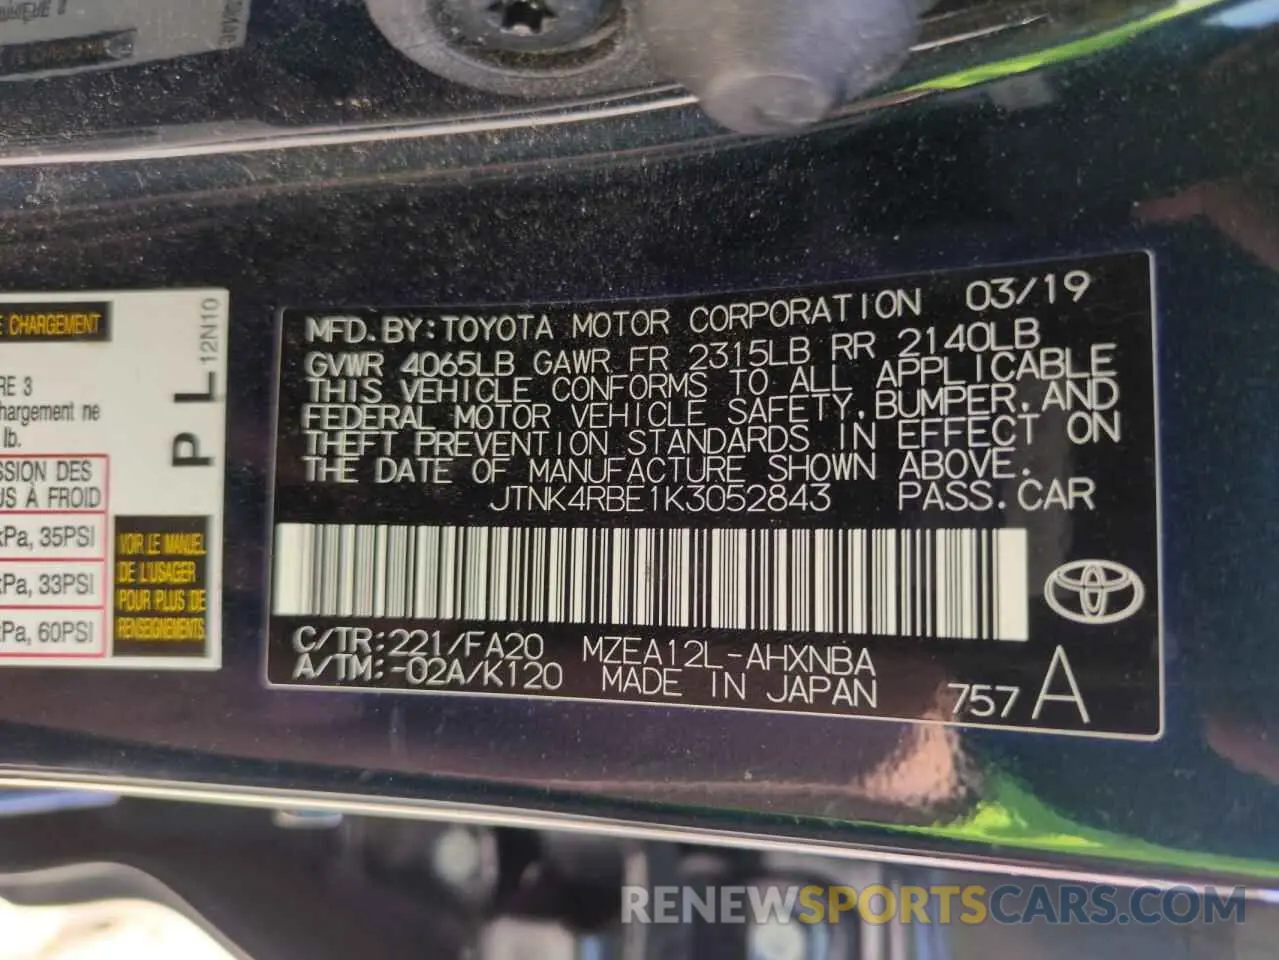 E CHARGEMENT
RE 3
hargement ne
lb.
SSION DES
US À FROID
kPa, 35PSI
kPa, 33PSI
kPa, 60PSI
VOIR LE MANUEL
DE L'USAGER
POUR PLUS DE
RENSEIGNEMENTS
P L 12N10
MFD. BY: TOYOTA MOTOR CORPORATION 03/19
GVWR 4065LB GAWR FR 2315LB RR 2140LB
THIS VEHICLE CONFORMS TO ALL APPLICABLE
FEDERAL MOTOR VEHICLE SAFETY, BUMPER, AND
THEFT PREVENTION STANDARDS IN EFFECT ON
THE DATE OF MANUFACTURE SHOWN ABOVE.
JTNK4RBE1K3052843 PASS. CAR
C/TR: 221/FA20 MZEA12L-AHXNBA
A/TM: -02A/K120 MADE IN JAPAN 757 A
RENEWSPORTSCARS.COM